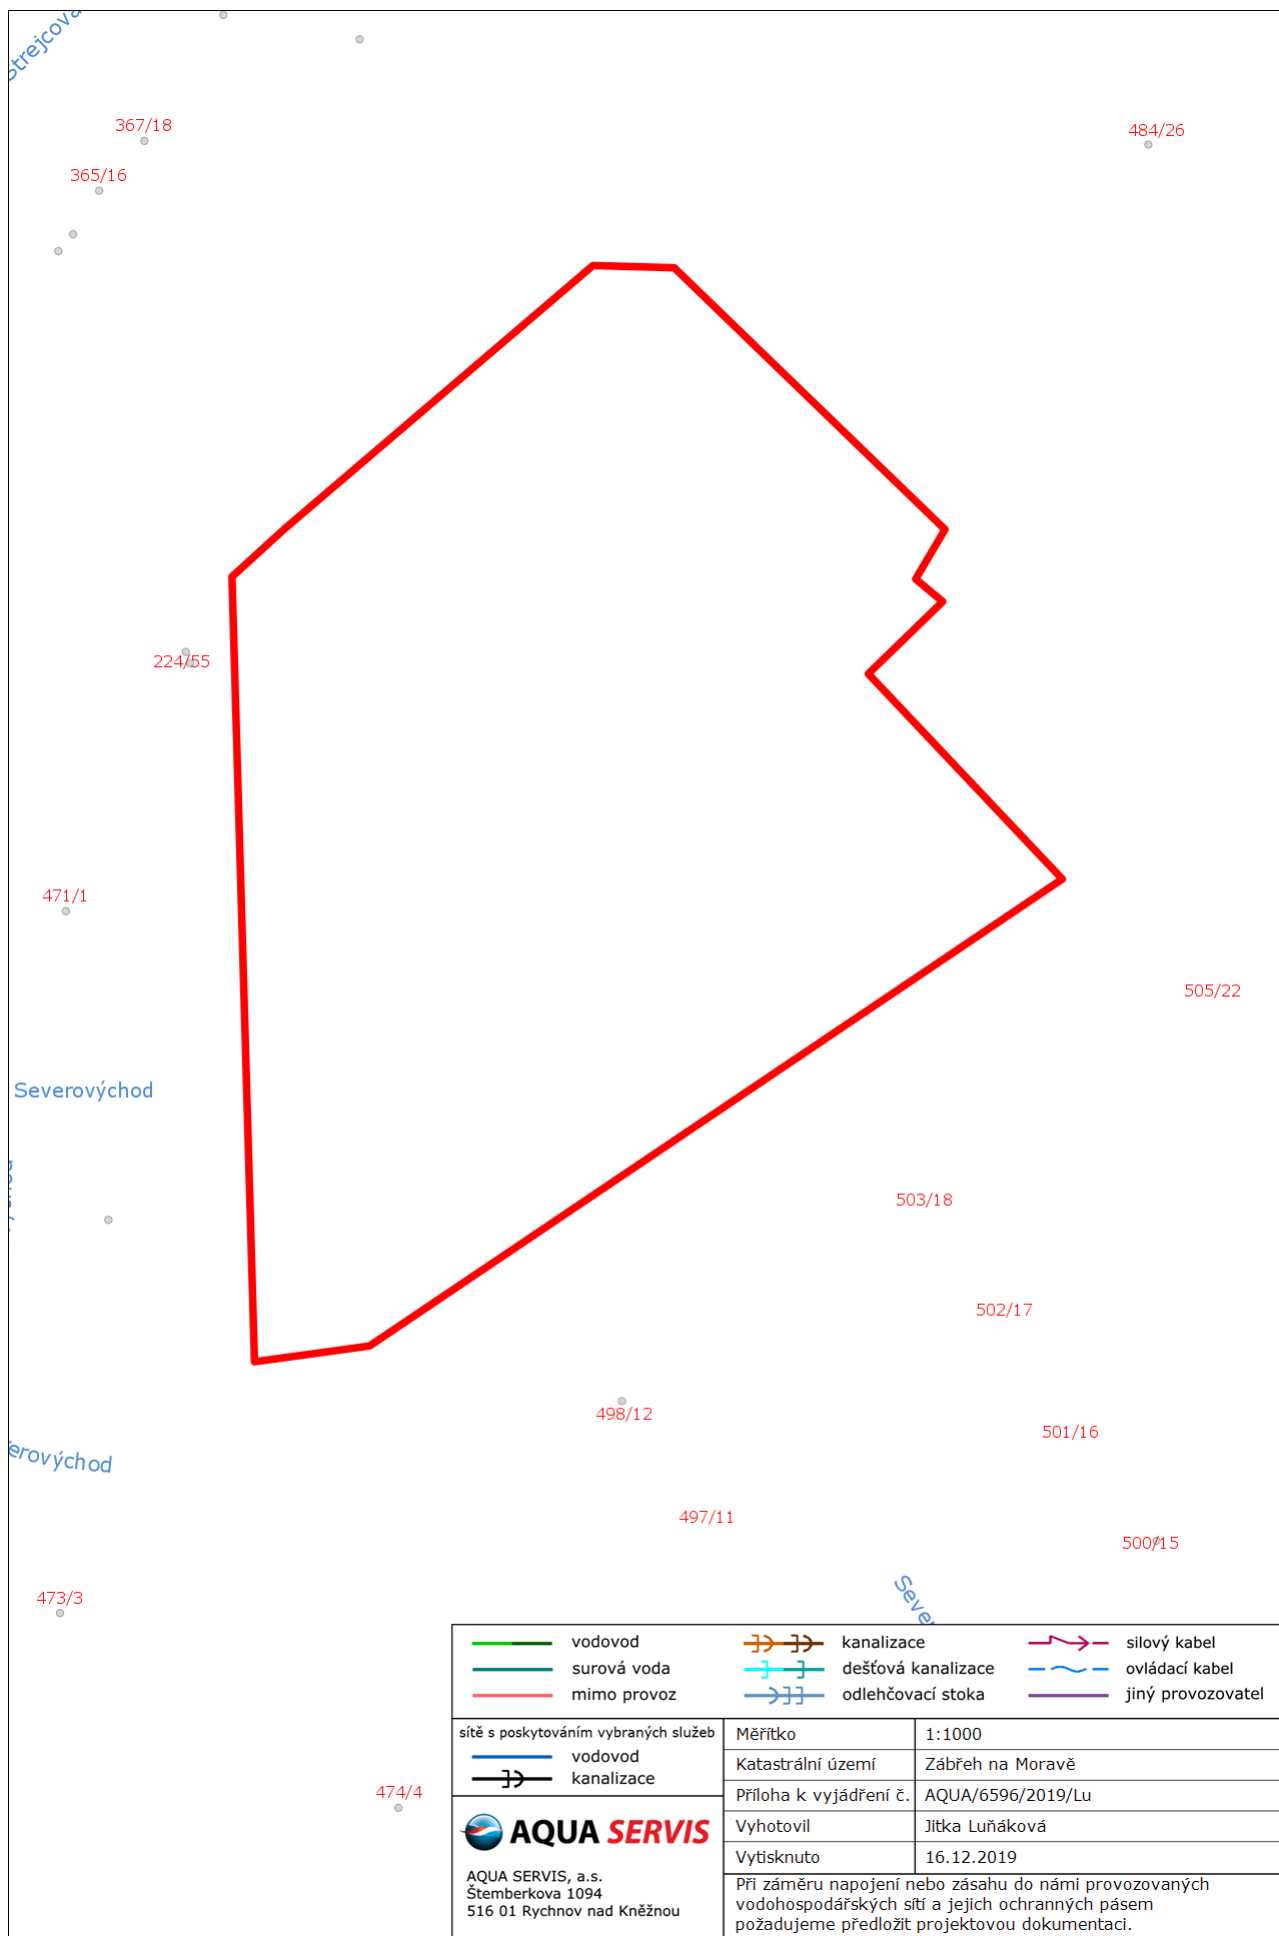 Strejcova
367/18
484/26
365/16
224/55
471/1
505/22
Severovýchod
503/18
502/17
498/12
501/16
erovýchod
497/11
500/15
473/3
474/4
vodovod
surová voda
mimo provoz
kanalizace
dešťová kanalizace
odlehčovací stoka
silový kabel
ovládací kabel
jiný provozovatel
sítě s poskytováním vybraných služeb
vodovod
kanalizace
Měřítko 1:1000
Katastrální území Zábřeh na Moravě
Příloha k vyjádření č. AQUA/6596/2019/Lu
Vyhotovil Jitka Luňáková
Vytisknuto 16.12.2019
AQUA SERVIS
AQUA SERVIS, a.s.
Štemberkova 1094
516 01 Rychnov nad Kněžnou
Při záměru napojení nebo zásahu do námi provozovaných
vodohospodářských sítí a jejich ochranných pásem
požadujeme předložit projektovou dokumentaci.